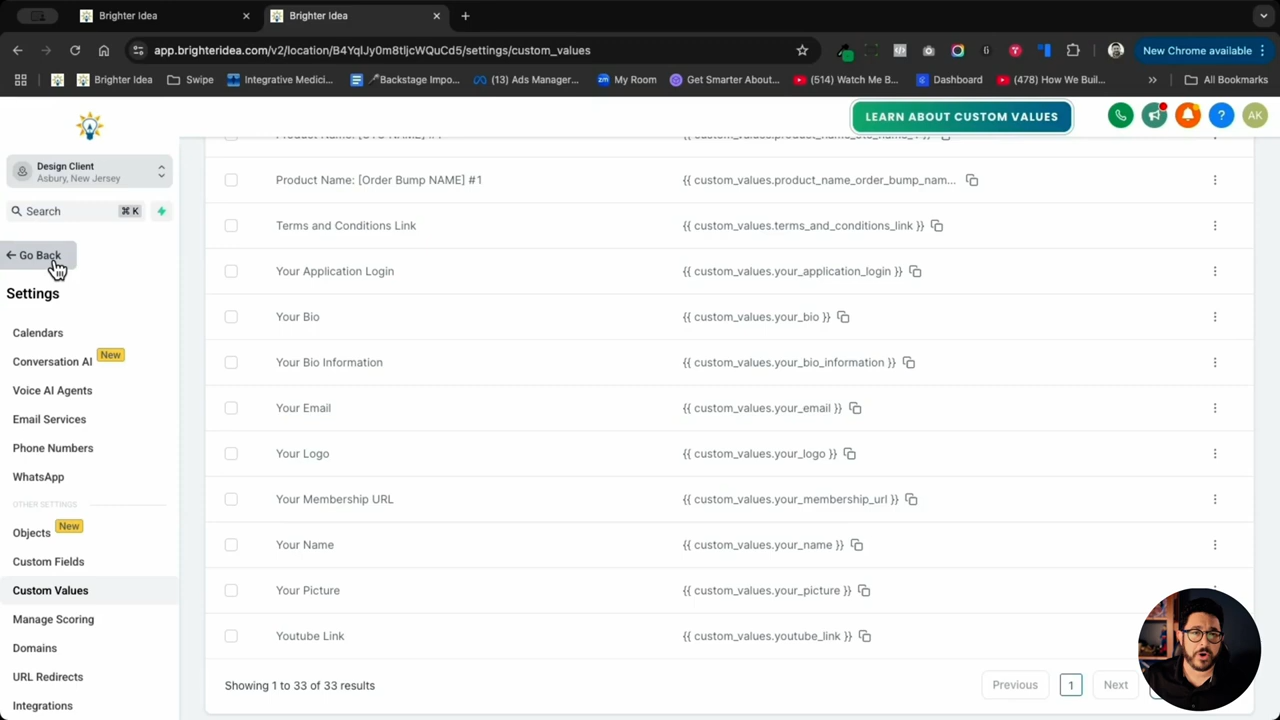 Brighter Idea
Brighter Idea
app.brighteridea.com/v2/location/B4YqlJy0m8tljcWQuCd5/settings/custom_values
New Chrome available
Brighter Idea
Swipe
Integrative Medici...
Backstage Impo...
(13) Ads Manager...
My Room
Get Smarter About...
(514) Watch Me B...
Dashboard
(478) How We Buil...
All Bookmarks
LEARN ABOUT CUSTOM VALUES
AK
Design Client
Asbury, New Jersey
Search
⌘ K
Go Back
Settings
Calendars
Conversation AI New
Voice AI Agents
Email Services
Phone Numbers
WhatsApp
OTHER SETTINGS
Objects New
Custom Fields
Custom Values
Manage Scoring
Domains
URL Redirects
Integrations
Product Name: [Order Bump NAME] #1 {{ custom_values.product_name_order_bump_nam...
Terms and Conditions Link {{ custom_values.terms_and_conditions_link }}
Your Application Login {{ custom_values.your_application_login }}
Your Bio {{ custom_values.your_bio }}
Your Bio Information {{ custom_values.your_bio_information }}
Your Email {{ custom_values.your_email }}
Your Logo {{ custom_values.your_logo }}
Your Membership URL {{ custom_values.your_membership_url }}
Your Name {{ custom_values.your_name }}
Your Picture {{ custom_values.your_picture }}
Youtube Link {{ custom_values.youtube_link }}
Showing 1 to 33 of 33 results
Previous 1 Next